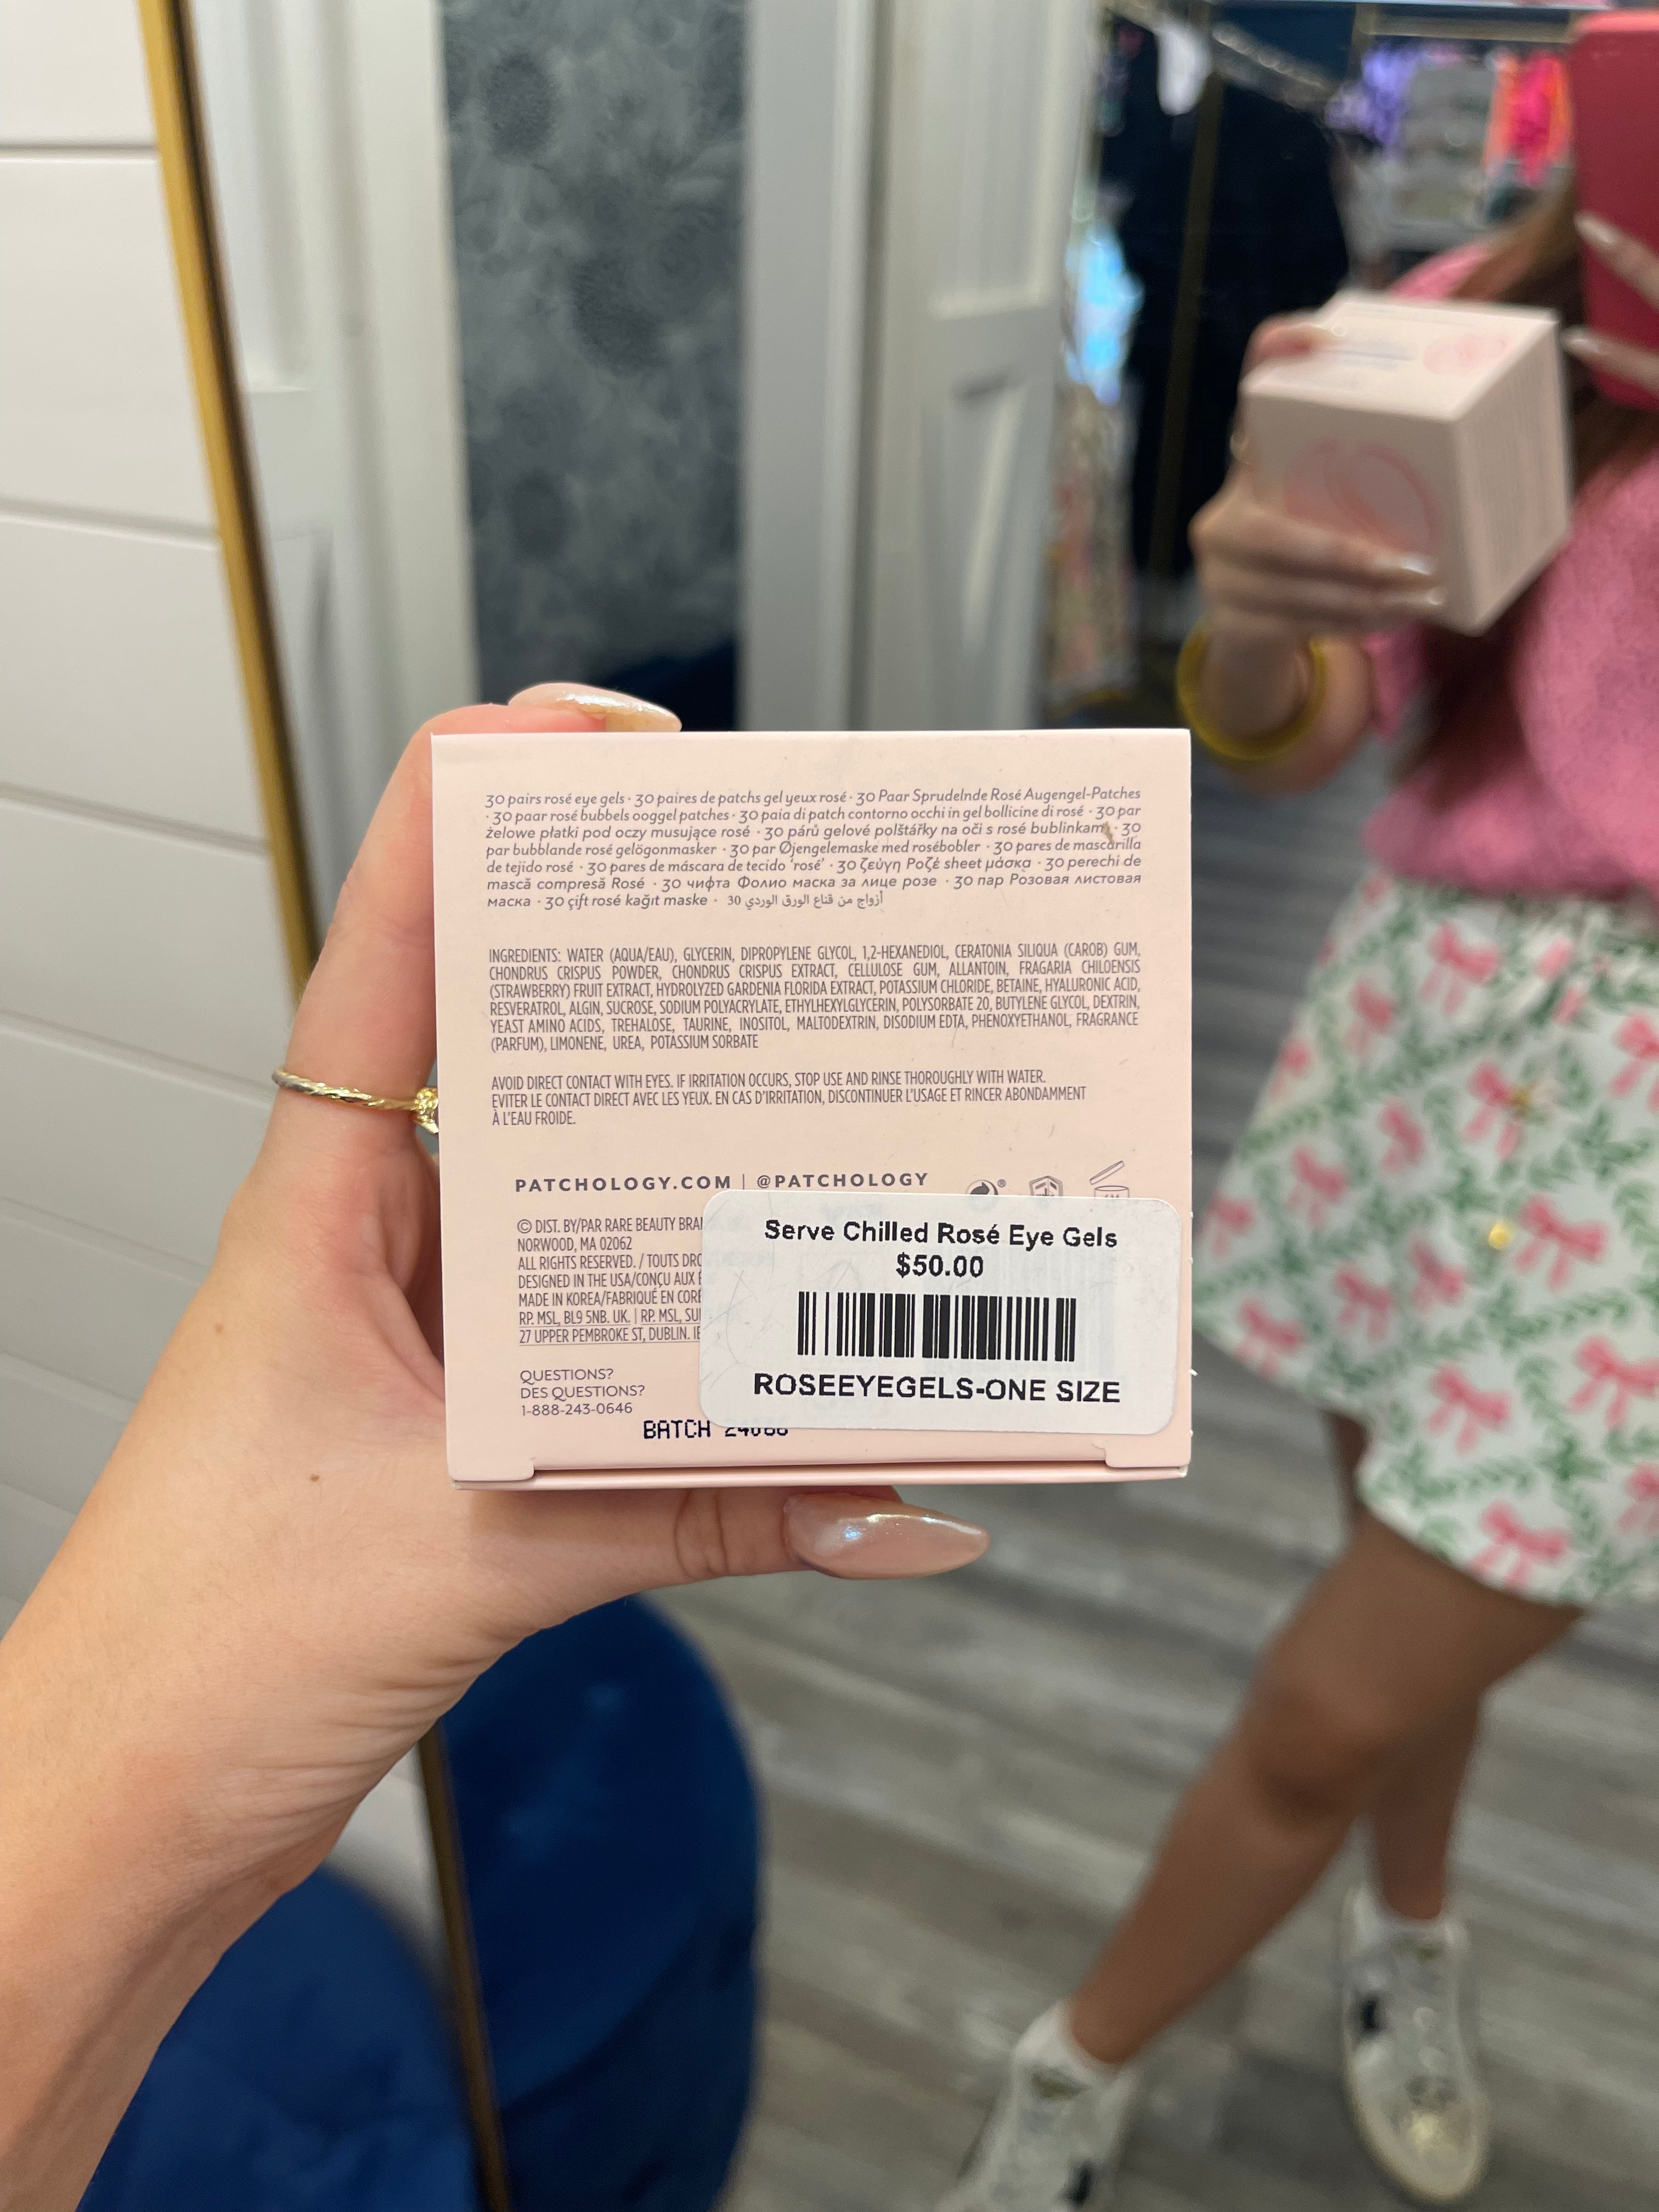 30 pairs rosé eye gels · 30 paires de patchs gel yeux rosé · 30 Paar Sprudelnde Rosé Augengel-Patches
· 30 paar rosé bubbels ooggel patches · 30 paia di patch contorno occhi in gel bollicine di rosé · 30 par
żelowe płatki pod oczy musujące rosé · 30 párů gelové polštářky na oči s rosé bublinkami · 30
par bubblande rosé gelögonmasker · 30 par Øjengelemaske med rosébobler · 30 pares de mascarilla
de tejido rosé · 30 pares de máscara de tecido 'rosé' · 30 ζεύγη Ροζέ sheet μάσκα · 30 perechi de
mască compresă Rosé · 30 чифта Фолио маска за лице розе · 30 пар Розовая листовая
маска · 30 çift rosé kağıt maske · 30 أزواج من قناع الورق الوردي
INGREDIENTS: WATER (AQUA/EAU), GLYCERIN, DIPROPYLENE GLYCOL, 1,2-HEXANEDIOL, CERATONIA SILIQUA (CAROB) GUM,
CHONDRUS CRISPUS POWDER, CHONDRUS CRISPUS EXTRACT, CELLULOSE GUM, ALLANTOIN, FRAGARIA CHILOENSIS
(STRAWBERRY) FRUIT EXTRACT, HYDROLYZED GARDENIA FLORIDA EXTRACT, POTASSIUM CHLORIDE, BETAINE, HYALURONIC ACID,
RESVERATROL, ALGIN, SUCROSE, SODIUM POLYACRYLATE, ETHYLHEXYLGLYCERIN, POLYSORBATE 20, BUTYLENE GLYCOL, DEXTRIN,
YEAST AMINO ACIDS, TREHALOSE, TAURINE, INOSITOL, MALTODEXTRIN, DISODIUM EDTA, PHENOXYETHANOL, FRAGRANCE
(PARFUM), LIMONENE, UREA, POTASSIUM SORBATE
AVOID DIRECT CONTACT WITH EYES. IF IRRITATION OCCURS, STOP USE AND RINSE THOROUGHLY WITH WATER.
EVITER LE CONTACT DIRECT AVEC LES YEUX. EN CAS D'IRRITATION, DISCONTINUER L'USAGE ET RINCER ABONDAMMENT
À L'EAU FROIDE.
PATCHOLOGY.COM | @PATCHOLOGY
© DIST. BY/PAR RARE BEAUTY
NORWOOD, MA 02062
ALL RIGHTS RESERVED. / TOUTS
DESIGNED IN THE USA/CONÇU AUX
MADE IN KOREA/FABRIQUÉ EN
RP. MSL, BL9 5NB. UK. | RP. MSL,
27 UPPER PEMBROKE ST, DUBLIN.
QUESTIONS?
DES QUESTIONS?
1-888-243-0646
BATCH
Serve Chilled Rosé Eye Gels
$50.00
ROSEEYEGELS-ONE SIZE